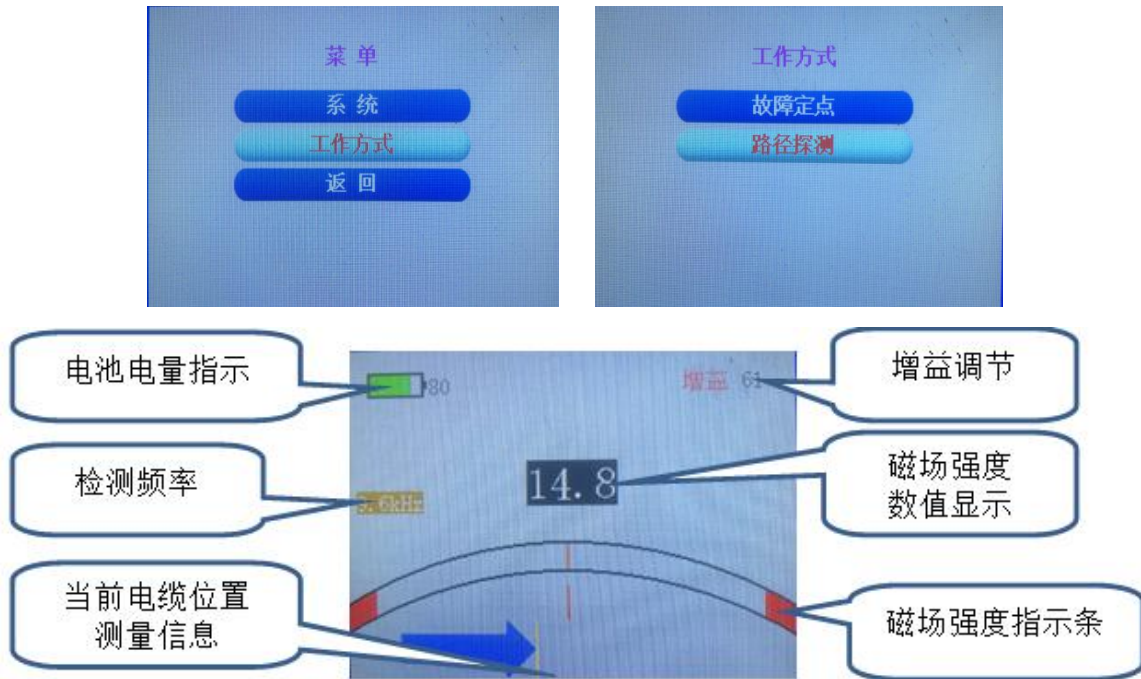 菜 单
系 统
工作方式
返 回
工作方式
故障定点
路径探测
电池电量指示
80
增益 61
增益调节
检测频率
14.8
磁场强度
数值显示
当前电缆位置
测量信息
磁场强度指示条